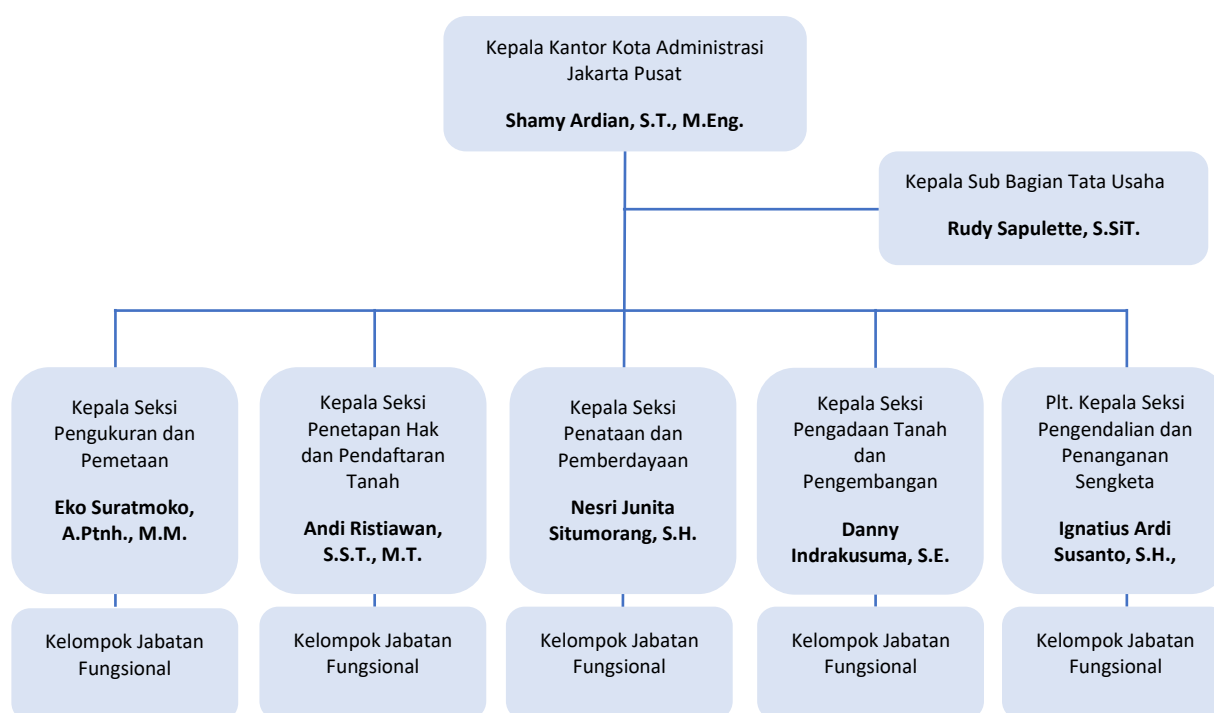 Kepala Kantor Kota Administrasi
Jakarta Pusat
Shamy Ardian, S.T., M.Eng.
Kepala Sub Bagian Tata Usaha
Rudy Sapulette, S.SiT.
Kepala Seksi
Pengukuran dan
Pemetaan
Eko Suratmoko,
A.Ptnh., M.M.
Kepala Seksi
Penetapan Hak
dan Pendaftaran
Tanah
Andi Ristiawan,
S.S.T., M.T.
Kepala Seksi
Penataan dan
Pemberdayaan
Nesri Junita
Situmorang, S.H.
Kepala Seksi
Pengadaan Tanah
dan
Pengembangan
Danny
Indrakusuma, S.E.
Plt. Kepala Seksi
Pengendalian dan
Penanganan
Sengketa
Ignatius Ardi
Susanto, S.H.,
Kelompok Jabatan
Fungsional
Kelompok Jabatan
Fungsional
Kelompok Jabatan
Fungsional
Kelompok Jabatan
Fungsional
Kelompok Jabatan
Fungsional